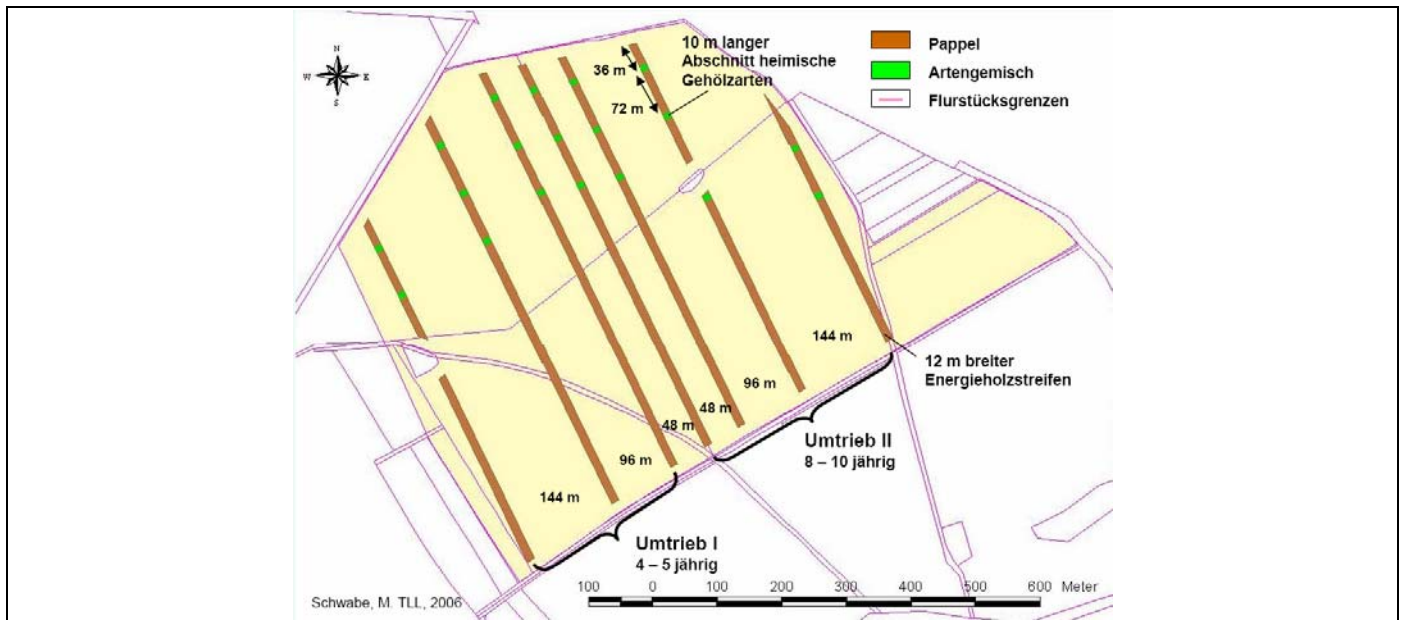 N
W E
S
36 m
72 m
10 m langer
Abschnitt heimische
Gehölzarten
Pappel
Artengemisch
Flurstücksgrenzen
144 m
12 m breiter
Energieholzstreifen
96 m
48 m
48 m
96 m
144 m
Umtrieb II
8 – 10 jährig
Umtrieb I
4 – 5 jährig
100 0 100 200 300 400 500 600 Meter
Schwabe, M. TLL, 2006